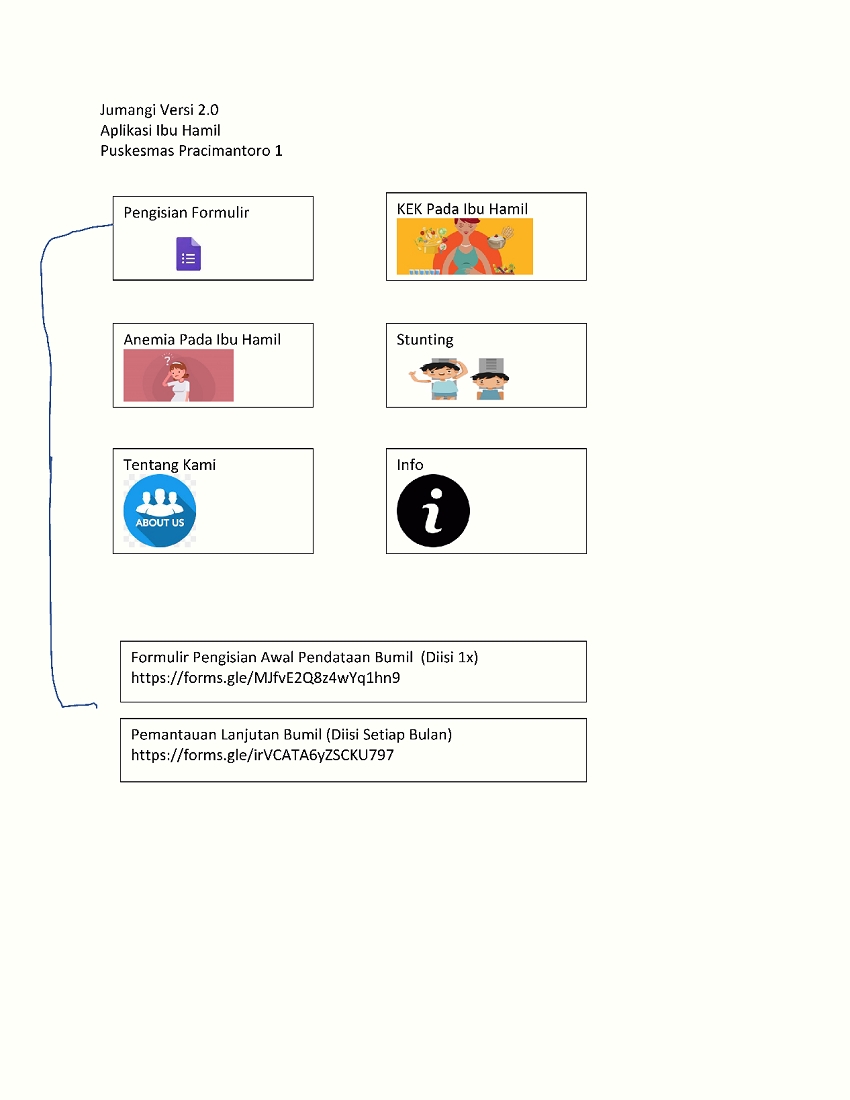 Jumangi Versi 2.0
Aplikasi Ibu Hamil
Puskesmas Pracimantoro 1
Pengisian Formulir
KEK Pada Ibu Hamil
Anemia Pada Ibu Hamil
?
Stunting
Tentang Kami
ABOUT US
Info
i
Formulir Pengisian Awal Pendataan Bumil (Diisi 1x)
https://forms.gle/MJfvE2Q8z4wYq1hn9
Pemantauan Lanjutan Bumil (Diisi Setiap Bulan)
https://forms.gle/irVCATA6yZSCKU797